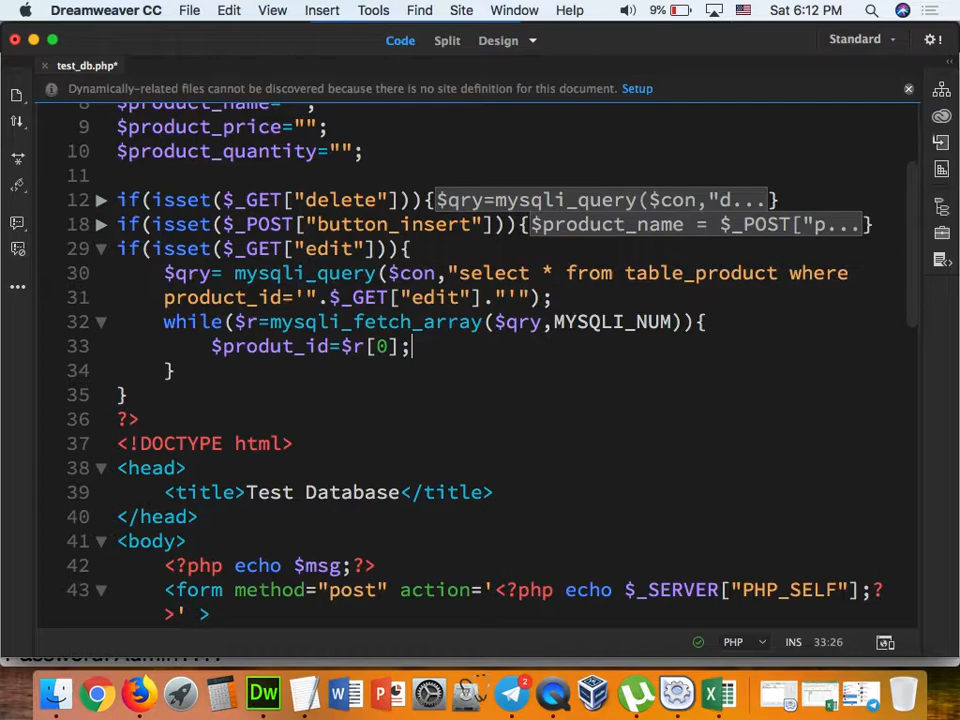 Dreamweaver CC File Edit View Insert Tools Find Site Window Help 9% Sat 6:12 PM
Code Split Design Standard
test_db.php*
Dynamically-related files cannot be discovered because there is no site definition for this document. Setup
8 $product_name="";
9 $product_price="";
10 $product_quantity="";
11
12 if(isset($_GET["delete"])){$qry=mysqli_query($con,"d...}
18 if(isset($_POST["button_insert"])){$product_name = $_POST["p...}
29 if(isset($_GET["edit"])){
30 $qry= mysqli_query($con,"select * from table_product where
31 product_id='".$_GET["edit"]."'");
32 while($r=mysqli_fetch_array($qry,MYSQLI_NUM)){
33 $produt_id=$r[0];
34 }
35 }
36 ?>
37 <!DOCTYPE html>
38 <head>
39 <title>Test Database</title>
40 </head>
41 <body>
42 <?php echo $msg;?>
43 <form method="post" action='<?php echo $_SERVER["PHP_SELF"];?
>' >
PHP INS 33:26
Dw W P 2 X